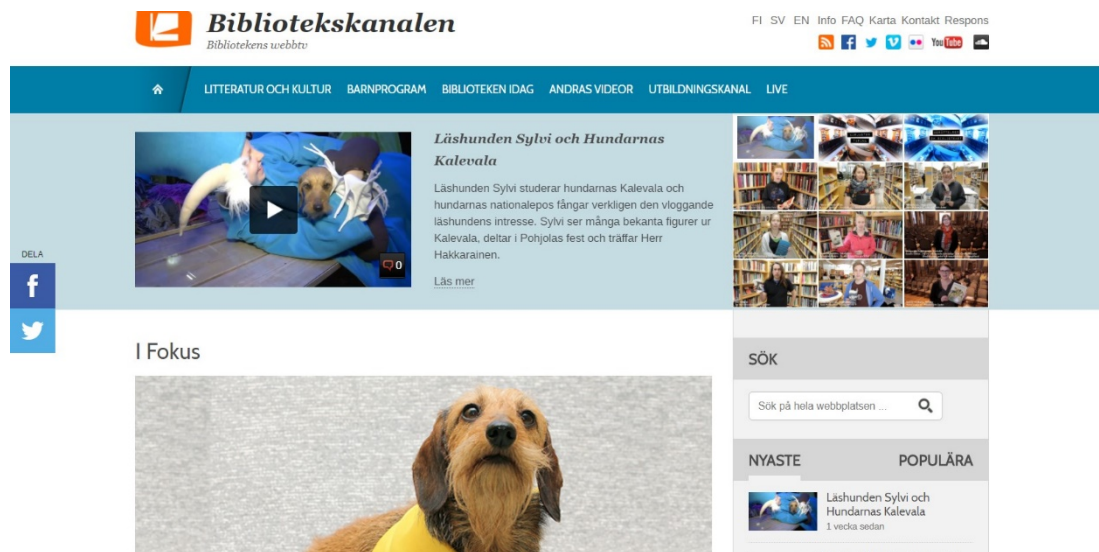 Bibliotekskanalen
Bibliotekens webbtv
FI SV EN Info FAQ Karta Kontakt Respons
You Tube
LITTERATUR OCH KULTUR BARNPROGRAM BIBLIOTEKEN IDAG ANDRAS VIDEOR UTBILDNINGSKANAL LIVE
Läshunden Sylvi och Hundarnas
Kalevala
Läshunden Sylvi studerar hundarnas Kalevala och
hundarnas nationalepos fångar verkligen den vloggande
läshundens intresse. Sylvi ser många bekanta figurer ur
Kalevala, deltar i Pohjolas fest och träffar Herr
Hakkarainen.
Läs mer
0
DELA
I Fokus
SÖK
Sök på hela webbplatsen ...
NYASTE POPULÄRA
Läshunden Sylvi och
Hundarnas Kalevala
1 vecka sedan